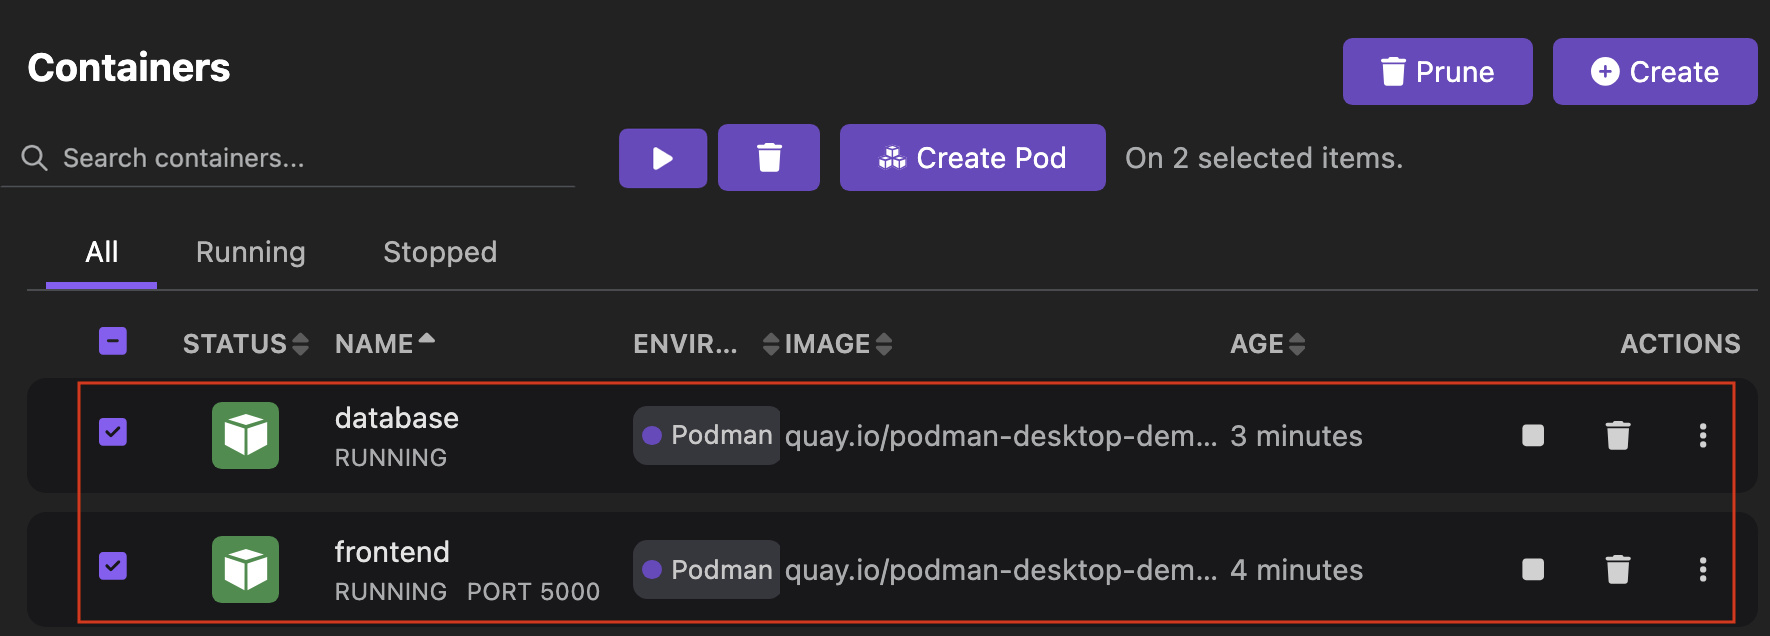 Containers
Prune
Create
Search containers...
Create Pod
On 2 selected items.
All Running Stopped
STATUS NAME ENVIR... IMAGE AGE ACTIONS
database
RUNNING
Podman quay.io/podman-desktop-dem... 3 minutes
frontend
RUNNING PORT 5000
Podman quay.io/podman-desktop-dem... 4 minutes